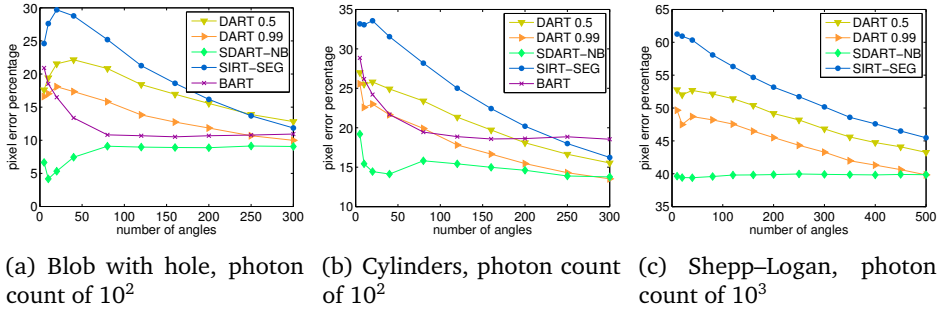 30
25
20
15
10
5
0
0 50 100 150 200 250 300
pixel error percentage
number of angles
DART 0.5
DART 0.99
SDART−NB
SIRT−SEG
BART
35
30
25
20
15
10
0 50 100 150 200 250 300
pixel error percentage
number of angles
DART 0.5
DART 0.99
SDART−NB
SIRT−SEG
BART
65
60
55
50
45
40
35
0 100 200 300 400 500
pixel error percentage
number of angles
DART 0.5
DART 0.99
SDART−NB
SIRT−SEG
(a) Blob with hole, photon
count of 10²
(b) Cylinders, photon count
of 10²
(c) Shepp–Logan, photon
count of 10³